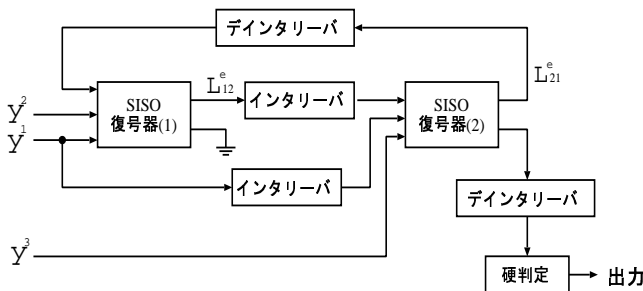 デインタリーバ
L^e_12
L^e_21
SISO
復号器(1)
インタリーバ
SISO
復号器(2)
y^2
y^1
インタリーバ
デインタリーバ
y^3
硬判定
出力